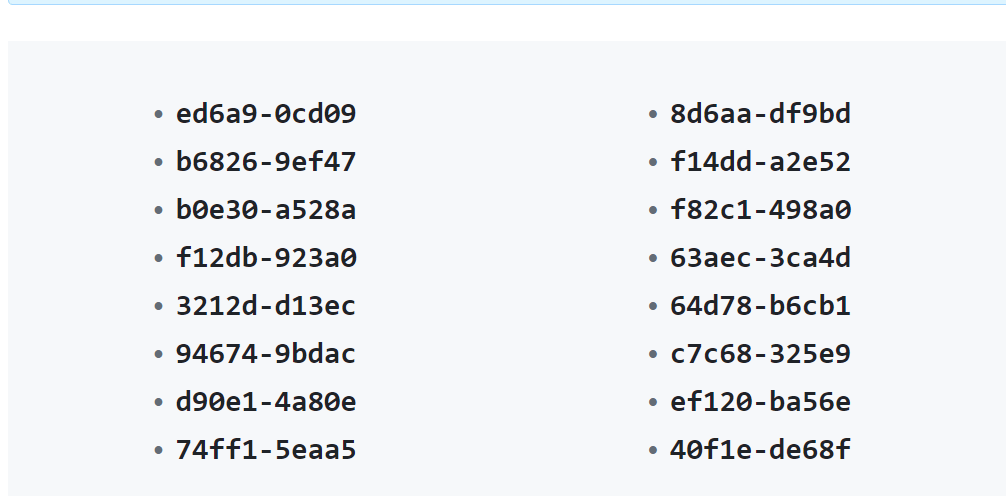 ed6a9-0cd09
b6826-9ef47
b0e30-a528a
f12db-923a0
3212d-d13ec
94674-9bdac
d90e1-4a80e
74ff1-5eaa5
8d6aa-df9bd
f14dd-a2e52
f82c1-498a0
63aec-3ca4d
64d78-b6cb1
c7c68-325e9
ef120-ba56e
40f1e-de68f